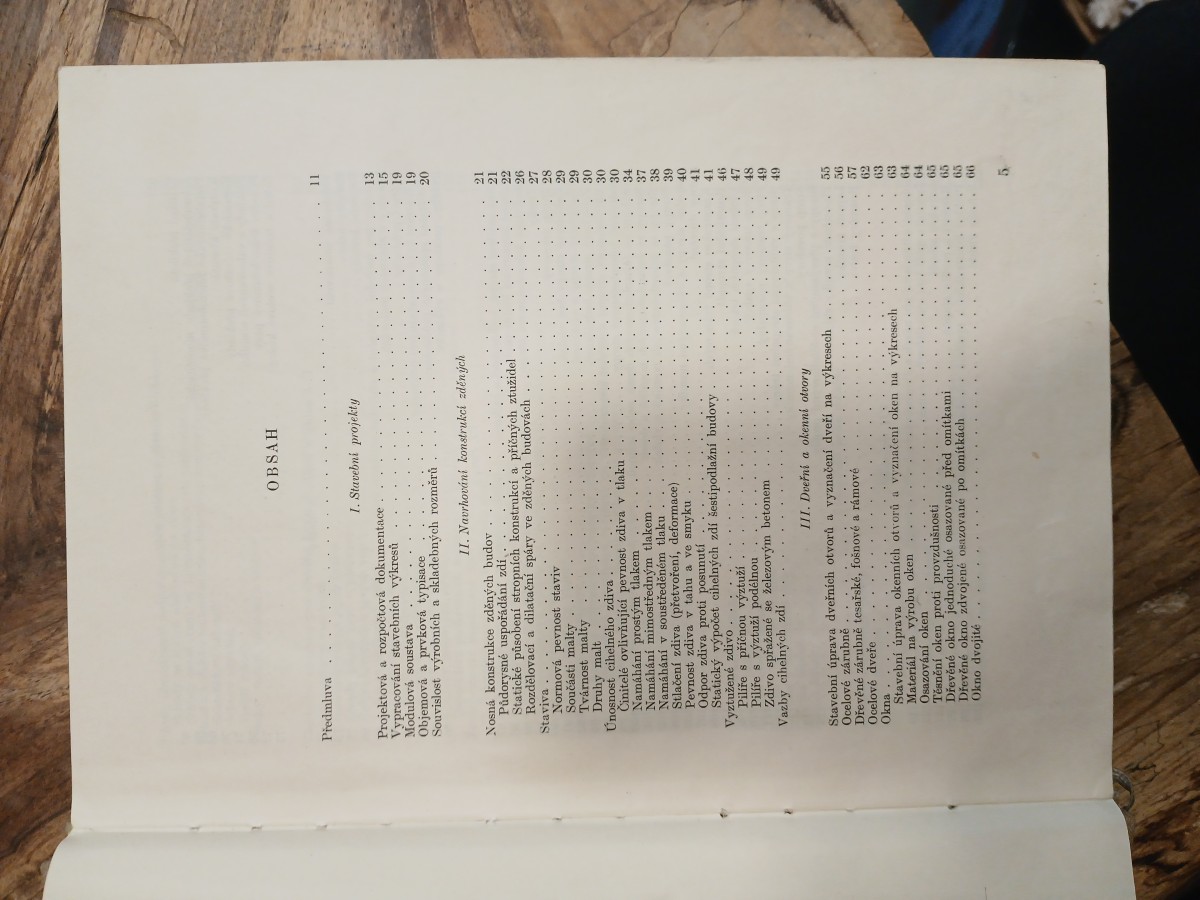 OBSAH
Předmluva . . . . . . . . . . . . . . . . . . . . 11
I. Stavební projekty
Projektová a rozpočtová dokumentace . . . . . . . . . . . . . . . . 13
Vypracování stavebních výkresů . . . . . . . . . . . . . . . . 15
Modulová soustava . . . . . . . . . . . . . . . . 19
Objemová a prvková typisace . . . . . . . . . . . . . . . . 19
Souvislost výrobních a skladebných rozměrů . . . . . . . . . . . . . . . . 20
II. Navrhování konstrukcí zděných
Nosná konstrukce zděných budov . . . . . . . . . . . . . . . . 21
Půdorysné uspořádání zdí . . . . . . . . . . . . . . . . 21
Statické působení stropních konstrukcí a příčných ztužidel . . . . . . . . . . . . 22
Rozdělovací a dilatační spáry ve zděných budovách . . . . . . . . . . . . 26
Staviva . . . . . . . . . . . . . . . . 27
Normová pevnost staviv . . . . . . . . . . . . . . . . 28
Součásti malty . . . . . . . . . . . . . . . . 29
Tvárnost malty . . . . . . . . . . . . . . . . 29
Druhy malt . . . . . . . . . . . . . . . . 30
Únosnost cihelného zdiva . . . . . . . . . . . . . . . . 30
Činitelé ovlivňující pevnost zdiva v tlaku . . . . . . . . . . . . . . . . 30
Namáhání prostým tlakem . . . . . . . . . . . . . . . . 34
Namáhání mimostředným tlakem . . . . . . . . . . . . . . . . 37
Namáhání v soustředěném tlaku . . . . . . . . . . . . . . . . 38
Stlačení zdiva (přetvoření, deformace) . . . . . . . . . . . . . . . . 39
Pevnost zdiva v tahu a ve smyku . . . . . . . . . . . . . . . . 40
Odpor zdiva proti posunutí . . . . . . . . . . . . . . . . 41
Statický výpočet cihelných zdí šestipodlažní budovy . . . . . . . . . . . . 41
Vyztužené zdivo . . . . . . . . . . . . . . . . 46
Pilíře s příčnou výztuží . . . . . . . . . . . . . . . . 47
Pilíře s výztuží podélnou . . . . . . . . . . . . . . . . 48
Zdivo spřažené se železovým betonem . . . . . . . . . . . . . . . . 49
Vazby cihelných zdí . . . . . . . . . . . . . . . . 49
III. Dveřní a okenní otvory
Stavební úprava dveřních otvorů a vyznačení dveří na výkresech . . . . . . . . . . 55
Ocelové zárubně . . . . . . . . . . . . . . . . 56
Dřevěné zárubně tesařské, fošnové a rámové . . . . . . . . . . . . . . . . 57
Ocelové dveře . . . . . . . . . . . . . . . . 62
Okna . . . . . . . . . . . . . . . . 63
Stavební úprava okenních otvorů a vyznačení oken na výkresech . . . . . . . . . . 63
Materiál na výrobu oken . . . . . . . . . . . . . . . . 64
Osazování oken . . . . . . . . . . . . . . . . 64
Těsnění oken proti provzdušnosti . . . . . . . . . . . . . . . . 65
Dřevěné okno jednoduché osazované před omítkami . . . . . . . . . . . . 65
Dřevěné okno zdvojené osazované po omítkách . . . . . . . . . . . . 65
Okno dvojité . . . . . . . . . . . . . . . . 66
5